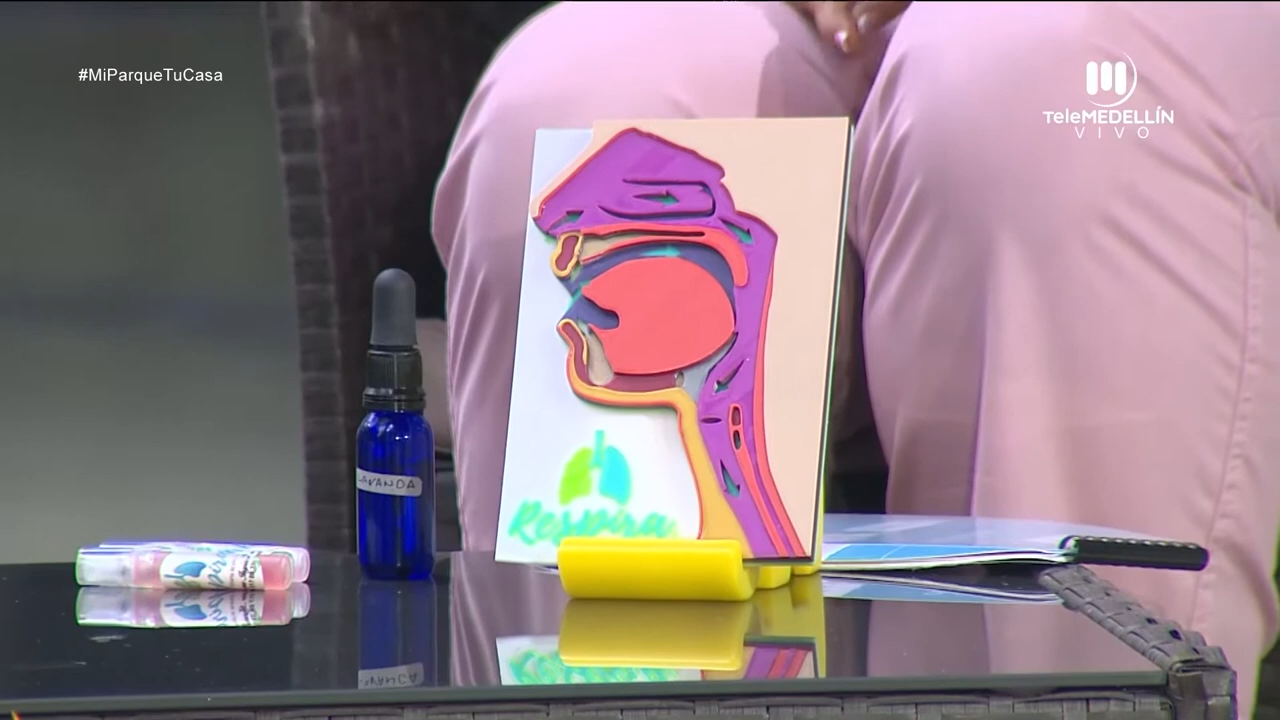 #MiParqueTuCasa
TeleMEDELLÍN
VIVO
LAVANDA
Respira